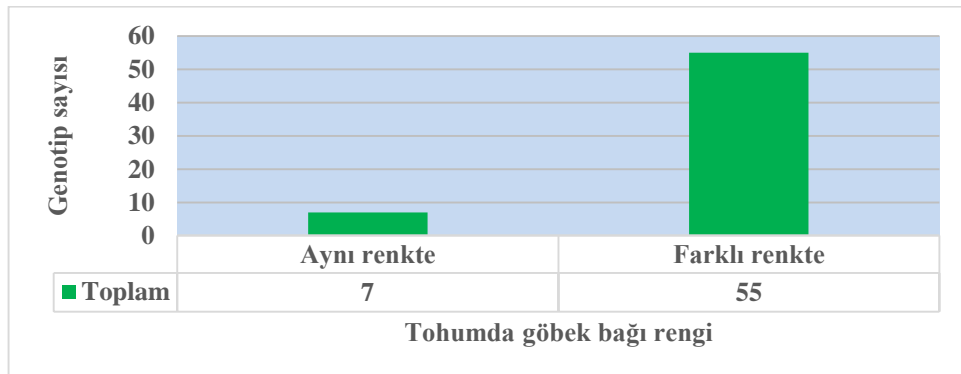 60
50
40
30
20
10
0
Genotip sayısı
Aynı renkte Farklı renkte
Toplam 7 55
Tohumda göbek bağı rengi